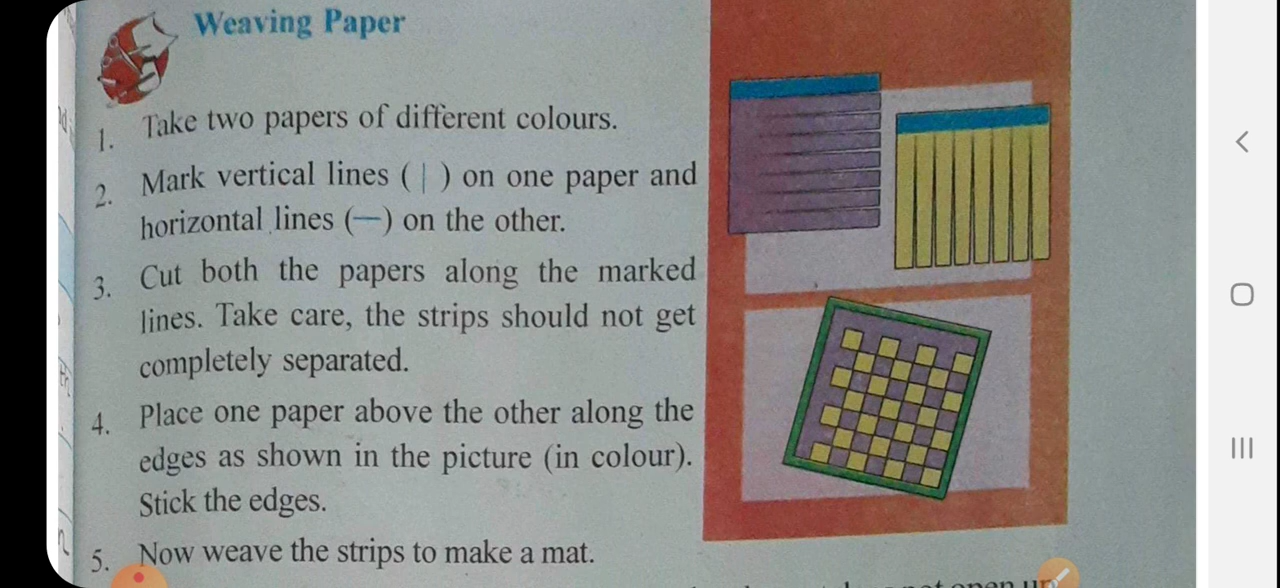 Weaving Paper
1. Take two papers of different colours.
2. Mark vertical lines ( | ) on one paper and
horizontal lines (—) on the other.
3. Cut both the papers along the marked
lines. Take care, the strips should not get
completely separated.
4. Place one paper above the other along the
edges as shown in the picture (in colour).
Stick the edges.
5. Now weave the strips to make a mat.
not open up